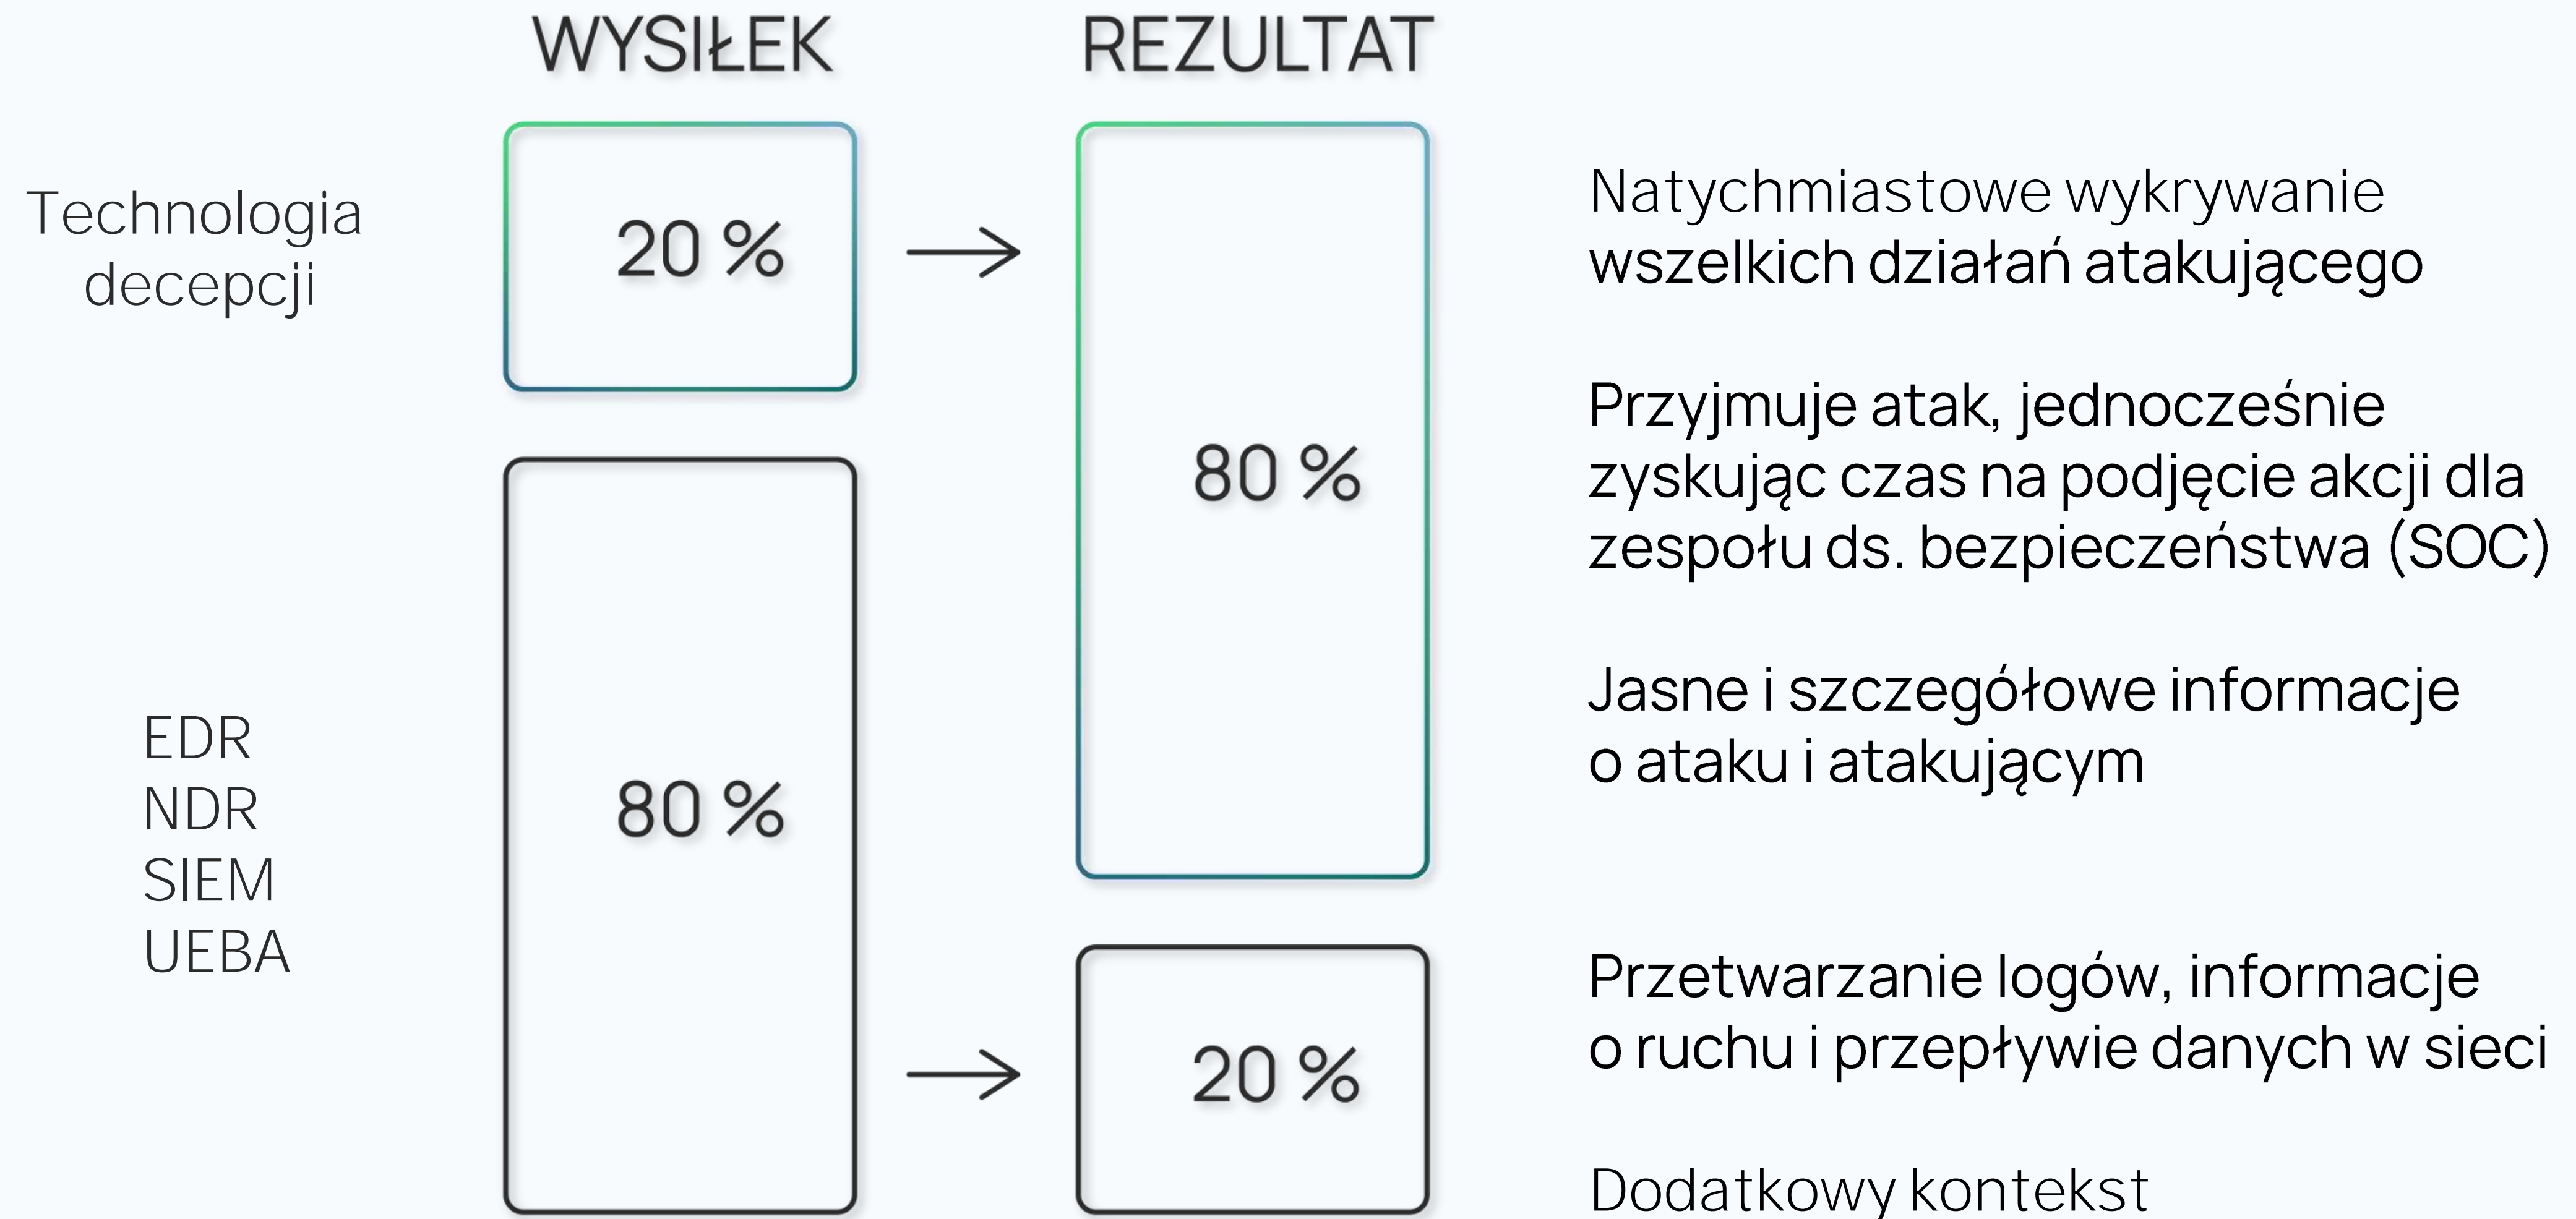 WYSIŁEK
REZULTAT
Technologia
decepcji
20 %
80 %
Natychmiastowe wykrywanie
wszelkich działań atakującego
Przyjmuje atak, jednocześnie
zyskując czas na podjęcie akcji dla
zespołu ds. bezpieczeństwa (SOC)
Jasne i szczegółowe informacje
o ataku i atakującym
EDR
NDR
SIEM
UEBA
80 %
20 %
Przetwarzanie logów, informacje
o ruchu i przepływie danych w sieci
Dodatkowy kontekst